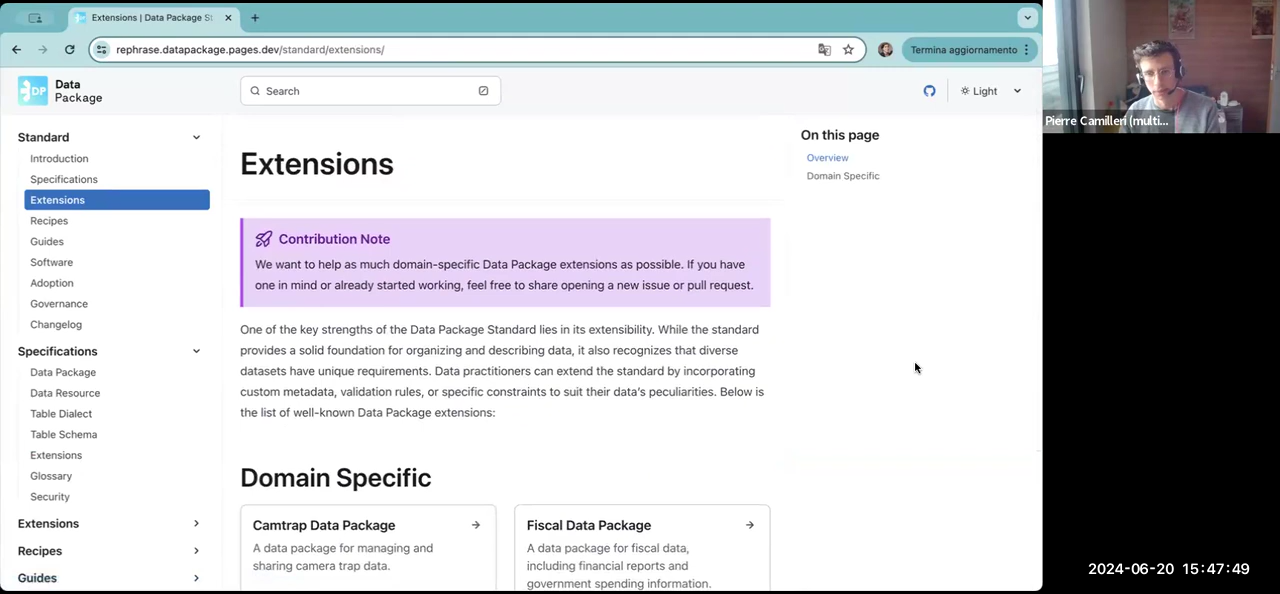 Extensions | Data Package St
rephrase.datapackage.pages.dev/standard/extensions/
Termina aggiornamento
DP
Data
Package
Search
Light
Standard
Introduction
Specifications
Extensions
Recipes
Guides
Software
Adoption
Governance
Changelog
Specifications
Data Package
Data Resource
Table Dialect
Table Schema
Extensions
Glossary
Security
Extensions
Recipes
Guides
Extensions
Contribution Note
We want to help as much domain-specific Data Package extensions as possible. If you have
one in mind or already started working, feel free to share opening a new issue or pull request.
One of the key strengths of the Data Package Standard lies in its extensibility. While the standard
provides a solid foundation for organizing and describing data, it also recognizes that diverse
datasets have unique requirements. Data practitioners can extend the standard by incorporating
custom metadata, validation rules, or specific constraints to suit their data’s peculiarities. Below is
the list of well-known Data Package extensions:
Domain Specific
Camtrap Data Package
A data package for managing and
sharing camera trap data.
Fiscal Data Package
A data package for fiscal data,
including financial reports and
government spending information.
On this page
Overview
Domain Specific
Pierre Camilleri (multi...
2024-06-20 15:47:49